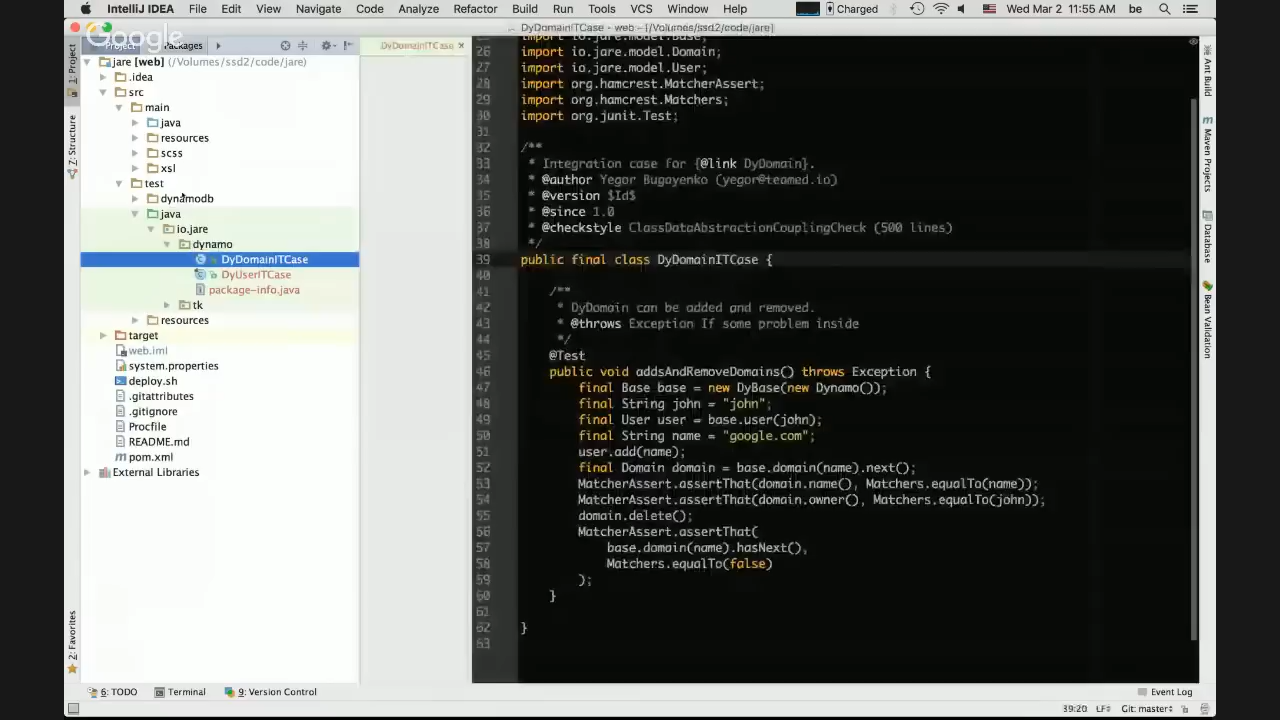 IntelliJ IDEA File Edit View Navigate Code Analyze Refactor Build Run Tools VCS Window Help Charged Wed Mar 2 11:55 AM be
DyDomainITCase - web - [/Volumes/ssd2/code/jare]
Google
Project Packages
DyDomainITCase
1: Project
Z: Structure
2: Favorites
jare [web] (/Volumes/ssd2/code/jare)
.idea
src
main
java
resources
scss
xsl
test
dynamodb
java
io.jare
dynamo
DyDomainITCase
DyUserITCase
package-info.java
tk
resources
target
web.iml
system.properties
deploy.sh
.gitattributes
.gitignore
Procfile
README.md
pom.xml
External Libraries
import io.jare.model.Base;
26 import io.jare.model.Domain;
27 import io.jare.model.User;
28 import org.hamcrest.MatcherAssert;
29 import org.hamcrest.Matchers;
30 import org.junit.Test;
31
32 /**
33 * Integration case for {@link DyDomain}.
34 * @author Yegor Bugayenko (yegor@teamed.io)
35 * @version $Id$
36 * @since 1.0
37 * @checkstyle ClassDataAbstractionCouplingCheck (500 lines)
38 */
39 public final class DyDomainITCase {
40
41 /**
42 * DyDomain can be added and removed.
43 * @throws Exception If some problem inside
44 */
45 @Test
46 public void addsAndRemoveDomains() throws Exception {
47 final Base base = new DyBase(new Dynamo());
48 final String john = "john";
49 final User user = base.user(john);
50 final String name = "google.com";
51 user.add(name);
52 final Domain domain = base.domain(name).next();
53 MatcherAssert.assertThat(domain.name(), Matchers.equalTo(name));
54 MatcherAssert.assertThat(domain.owner(), Matchers.equalTo(john));
55 domain.delete();
56 MatcherAssert.assertThat(
57 base.domain(name).hasNext(),
58 Matchers.equalTo(false)
59 );
60 }
61
62 }
63
Ant Build
Maven Projects
Database
Bean Validation
6: TODO Terminal 9: Version Control Event Log
39:20 LF Git: master